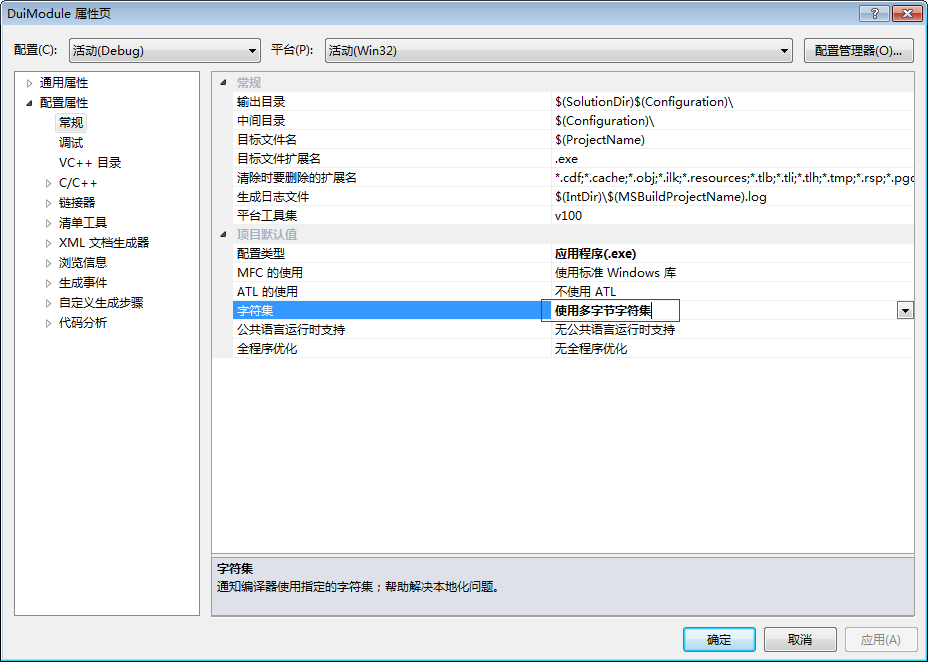 DuiModule 属性页
配置(C): 活动(Debug) 平台(P): 活动(Win32) 配置管理器(O)...
通用属性
配置属性
常规
调试
VC++ 目录
C/C++
链接器
清单工具
XML 文档生成器
浏览信息
生成事件
自定义生成步骤
代码分析
常规
输出目录 $(SolutionDir)$(Configuration)\
中间目录 $(Configuration)\
目标文件名 $(ProjectName)
目标文件扩展名 .exe
清除时要删除的扩展名 *.cdf;*.cache;*.obj;*.ilk;*.resources;*.tlb;*.tli;*.tlh;*.tmp;*.rsp;*.pgc
生成日志文件 $(IntDir)\$(MSBuildProjectName).log
平台工具集 v100
项目默认值
配置类型 应用程序(.exe)
MFC 的使用 使用标准 Windows 库
ATL 的使用 不使用 ATL
字符集 使用多字节字符集
公共语言运行时支持 无公共语言运行时支持
全程序优化 无全程序优化
字符集
通知编译器使用指定的字符集；帮助解决本地化问题。
确定 取消 应用(A)